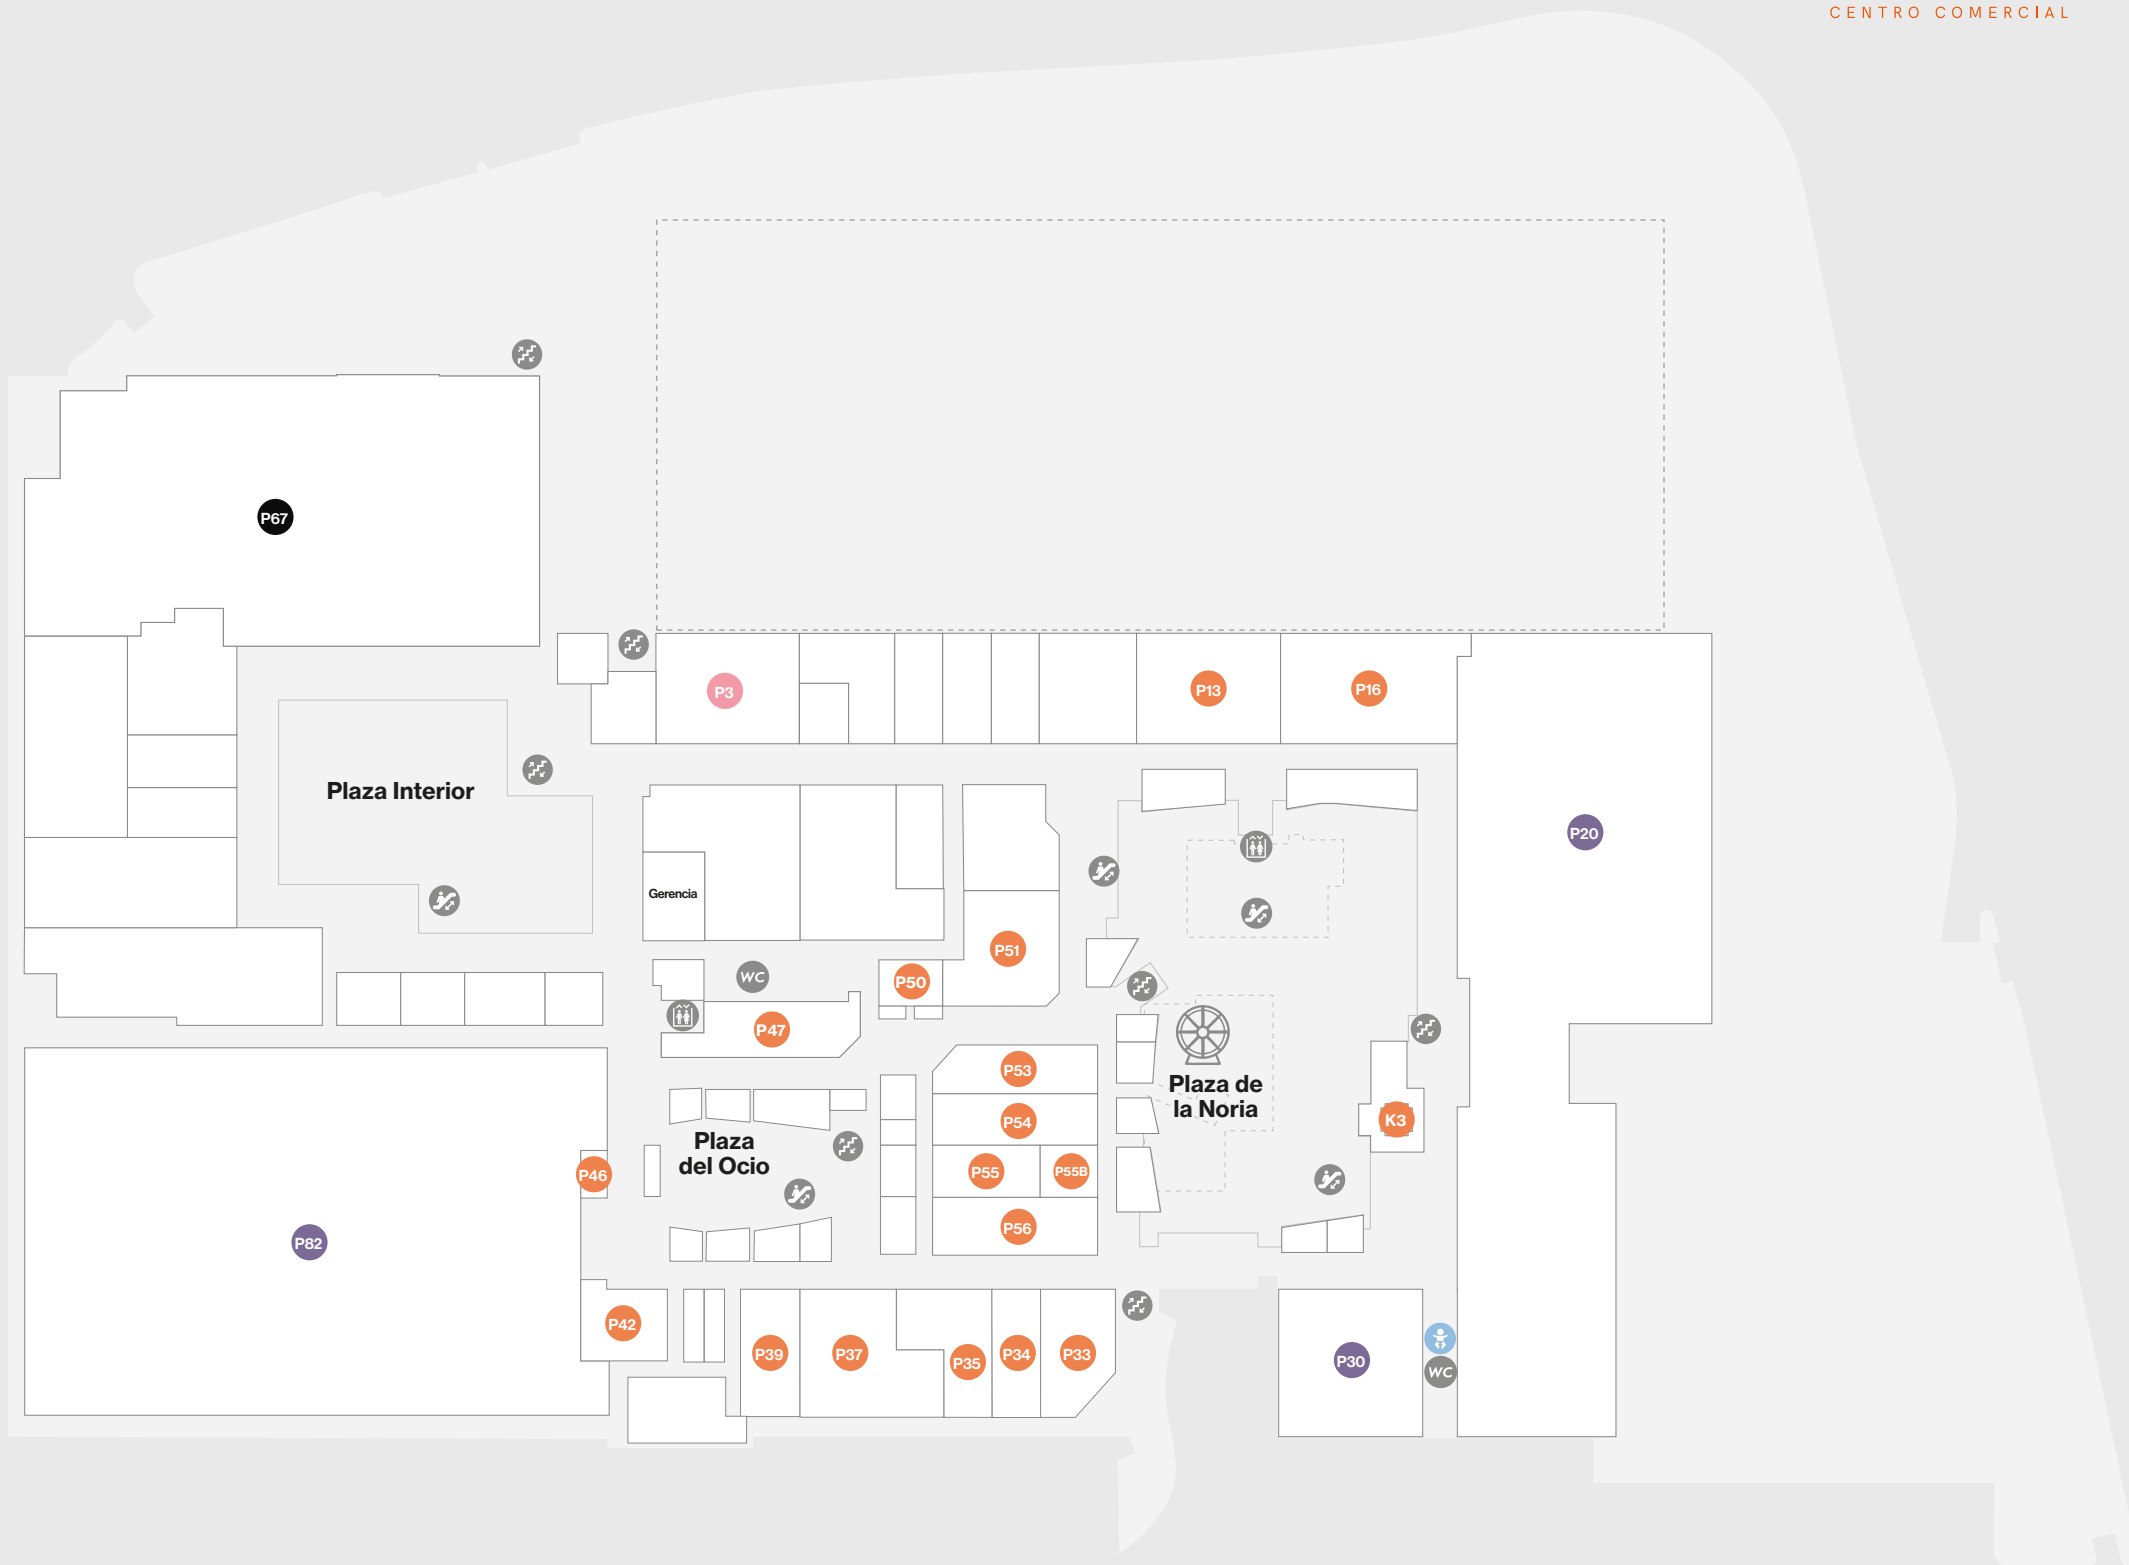 CENTRO COMERCIAL
P67
P3
P13
P16
Plaza Interior
P20
Gerencia
P51
WC
P50
P47
P53
Plaza de
la Noria
P54
K3
Plaza
del Ocio
P46
P55
P55B
P56
P82
P42
P39
P37
P35
P34
P33
P30
WC